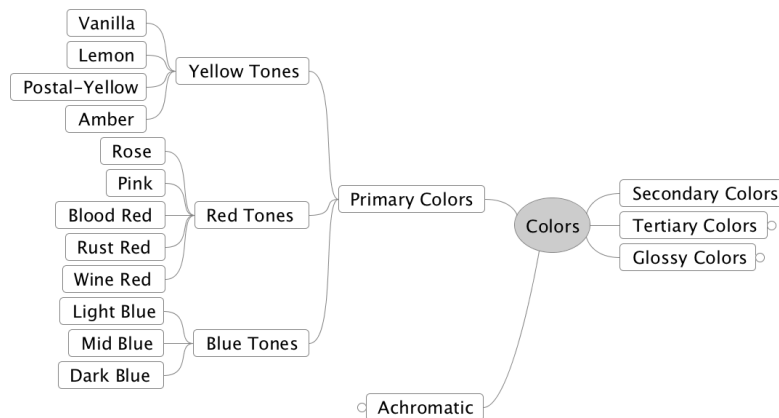 Vanilla
Lemon
Postal-Yellow
Amber
Yellow Tones
Rose
Pink
Blood Red
Rust Red
Wine Red
Red Tones
Light Blue
Mid Blue
Dark Blue
Blue Tones
Primary Colors
Achromatic
Colors
Secondary Colors
Tertiary Colors
Glossy Colors